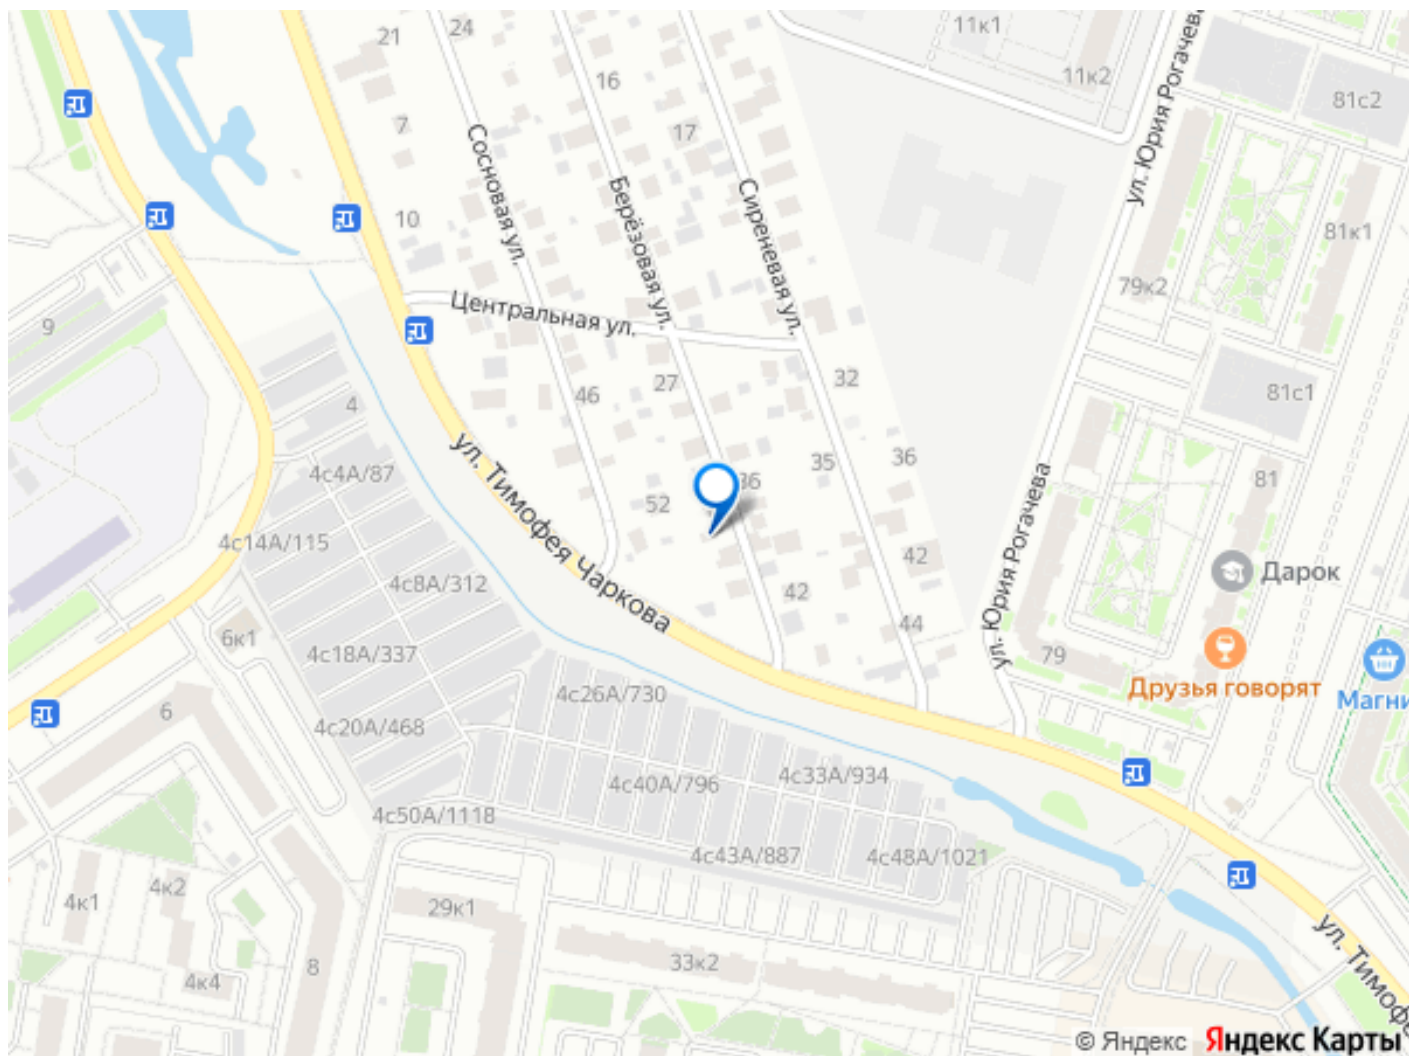 21
24
11к1
ул. Юрия Рогачева
16
11к2
81с2
7
17
Сосновая ул.
Берёзовая ул.
Сиреневая ул.
10
81к1
79к2
Центральная ул.
9
46
27
32
81с1
4
ул. Тимофея Чаркова
4с4А/87
35
36
81
52
36
ул. Юрия Рогачева
4с14А/115
42
Дарок
4с8А/312
42
44
6к1
4с18А/337
79
Друзья говорят
Магни
4с26А/730
6
4с20А/468
4с40А/796
4с33А/934
4с50А/1118
4с43А/887
4с48А/1021
4к2
4к1
29к1
ул. Тимофе
33к2
8
4к4
© Яндекс
Яндекс Карты